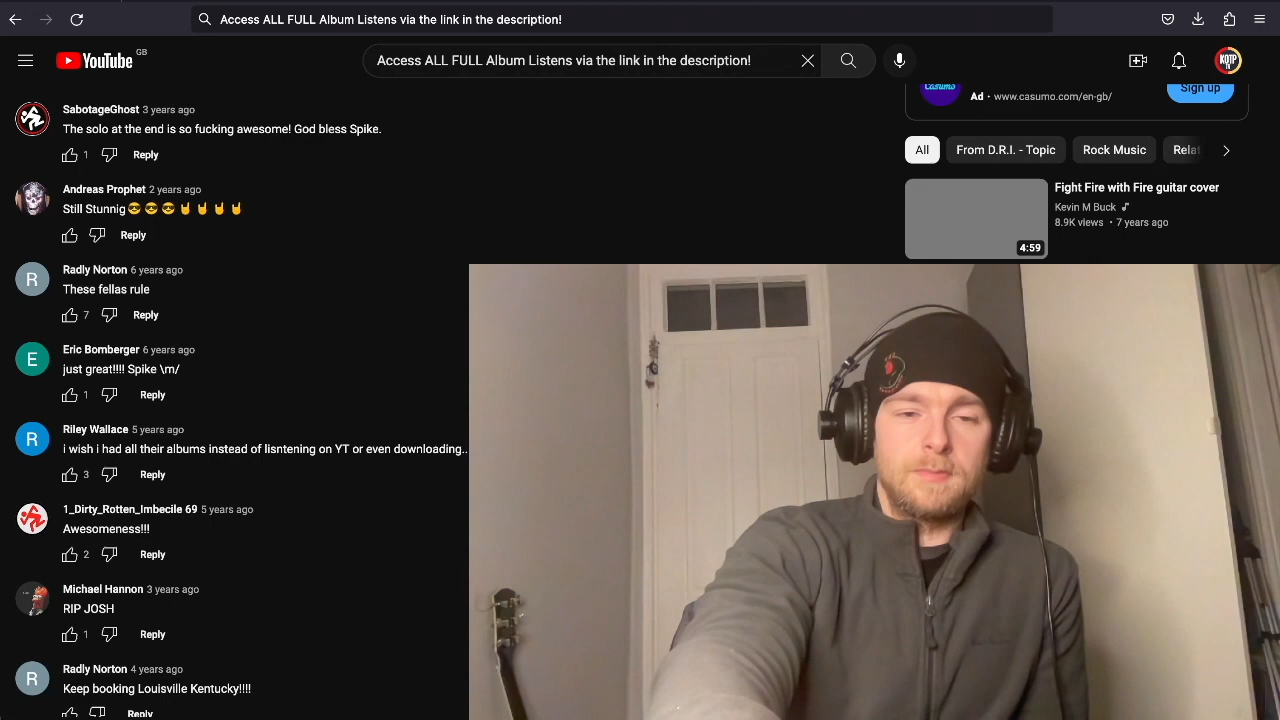 Access ALL FULL Album Listens via the link in the description!
YouTube GB
Access ALL FULL Album Listens via the link in the description!
KOTP
SabotageGhost 3 years ago
The solo at the end is so fucking awesome! God bless Spike.
1 Reply
Andreas Prophet 2 years ago
Still Stunnig😎😎😎🤘🤘🤘🤘
Reply
R
Radly Norton 6 years ago
These fellas rule
7 Reply
E
Eric Bomberger 6 years ago
just great!!!! Spike \m/
1 Reply
R
Riley Wallace 5 years ago
i wish i had all their albums instead of lisntening on YT or even downloading..
3 Reply
1_Dirty_Rotten_Imbecile 69 5 years ago
Awesomeness!!!
2 Reply
Michael Hannon 3 years ago
RIP JOSH
1 Reply
R
Radly Norton 4 years ago
Keep booking Louisville Kentucky!!!!
Reply
Casumo
Ad • www.casumo.com/en-gb/
Sign up
All From D.R.I. - Topic Rock Music Relat
4:59
Fight Fire with Fire guitar cover
Kevin M Buck
8.9K views • 7 years ago